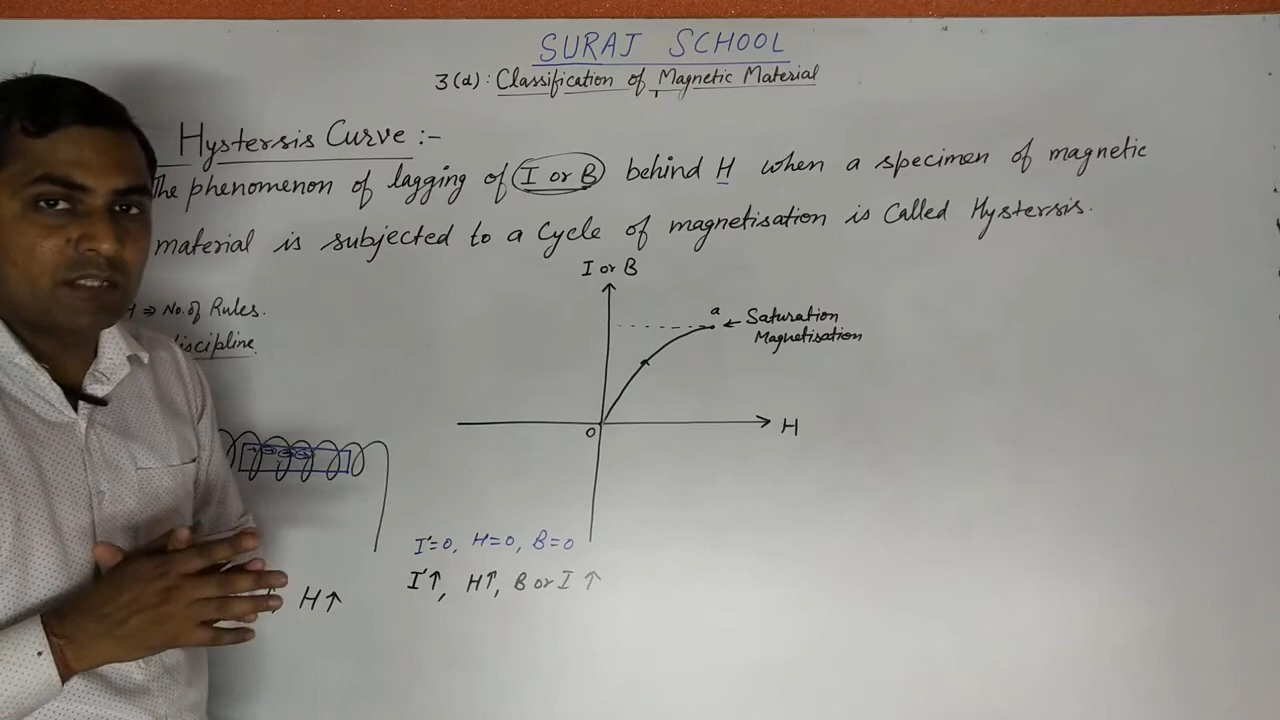 SURAJ SCHOOL
3(d): Classification of Magnetic Material
Hystersis Curve :-
The phenomenon of lagging of I or B behind H when a specimen of magnetic
material is subjected to a Cycle of magnetisation is Called Hystersis.
I or B
⇒ No. of Rules.
discipline.
a
← Saturation
Magnetisation
O
H
I'=0, H=0, B=0
I'↑, H↑, B or I ↑
H↑